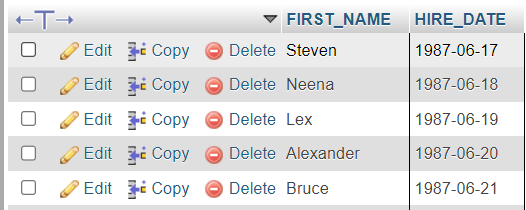 FIRST_NAME HIRE_DATE
Edit Copy Delete Steven 1987-06-17
Edit Copy Delete Neena 1987-06-18
Edit Copy Delete Lex 1987-06-19
Edit Copy Delete Alexander 1987-06-20
Edit Copy Delete Bruce 1987-06-21